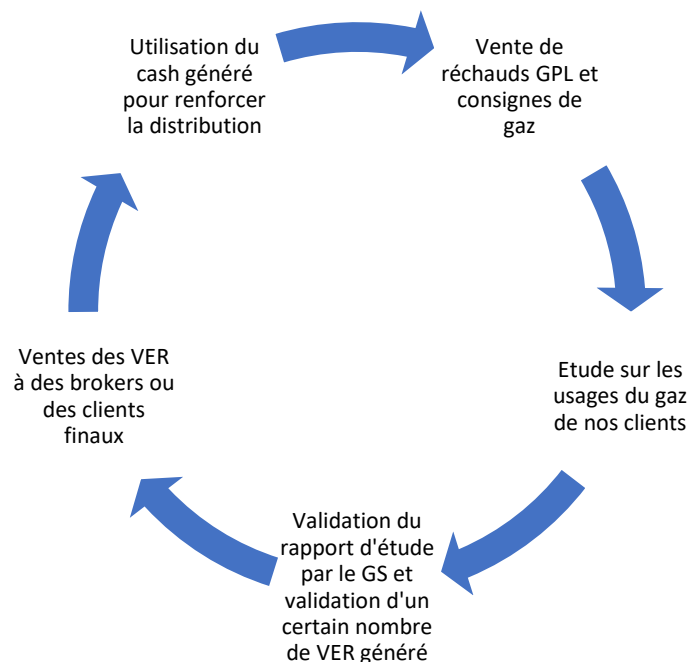 Utilisation du
cash généré
pour renforcer
la distribution
Vente de
réchauds GPL et
consignes de
gaz
Etude sur les
usages du gaz
de nos clients
Validation du
rapport d'étude
par le GS et
validation d'un
certain nombre
de VER généré
Ventes des VER
à des brokers ou
des clients
finaux